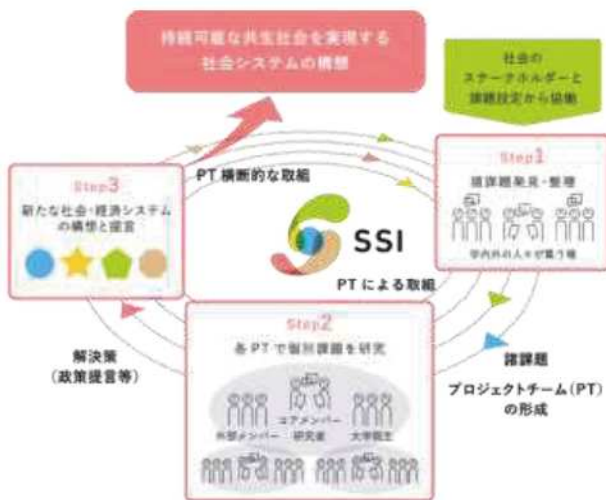 持続可能な共生社会を実現する
社会システムの構想
社会の
ステークホルダーと
課題設定から協働
Step1
諸課題発見・整理
学内外の人々が集う場
PT 横断的な取組
Step3
新たな社会・経済システム
の構想と提言
SSI
PT による取組
Step2
各 PT で個別課題を研究
コアメンバー
外部メンバー
研究者
大学院生
解決策
(政策提言等)
諸課題
プロジェクトチーム(PT)
の形成